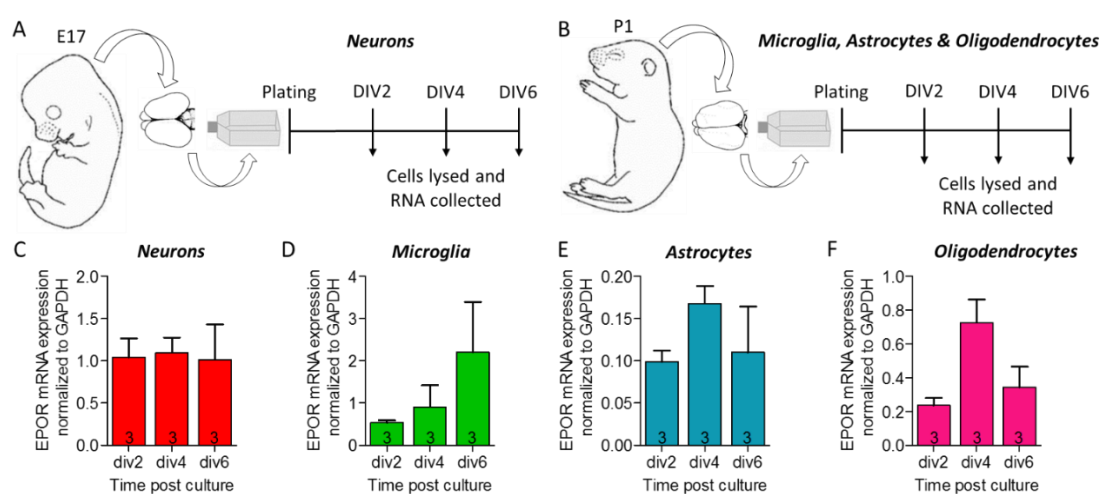 A
E17
Neurons
Plating
DIV2
DIV4
DIV6
Cells lysed and
RNA collected
B
P1
Microglia, Astrocytes & Oligodendrocytes
Plating
DIV2
DIV4
DIV6
Cells lysed and
RNA collected
C
Neurons
EPOR mRNA expression
normalized to GAPDH
2.0
1.5
1.0
0.5
0.0
3
3
3
div2
div4
div6
Time post culture
D
Microglia
EPOR mRNA expression
normalized to GAPDH
4
3
2
1
0
3
3
3
div2
div4
div6
Time post culture
E
Astrocytes
EPOR mRNA expression
normalized to GAPDH
0.20
0.15
0.10
0.05
0.00
3
3
3
div2
div4
div6
Time post culture
F
Oligodendrocytes
EPOR mRNA expression
normalized to GAPDH
1.0
0.8
0.6
0.4
0.2
0.0
3
3
3
div2
div4
div6
Time post culture